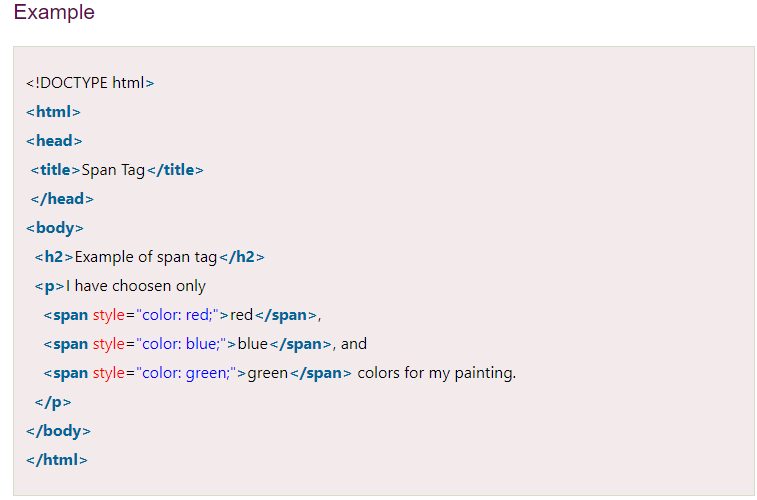 Example
<!DOCTYPE html>
<html>
<head>
<title>Span Tag</title>
</head>
<body>
<h2>Example of span tag</h2>
<p>I have choosen only
<span style="color: red;">red</span>,
<span style="color: blue;">blue</span>, and
<span style="color: green;">green</span> colors for my painting.
</p>
</body>
</html>